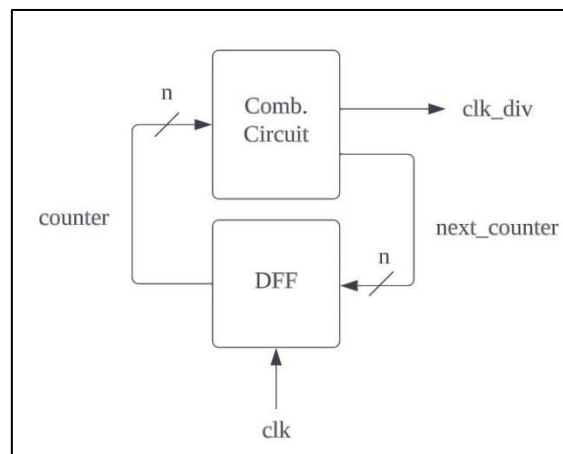 n
Comb.
Circuit
clk_div
counter
next_counter
n
DFF
clk